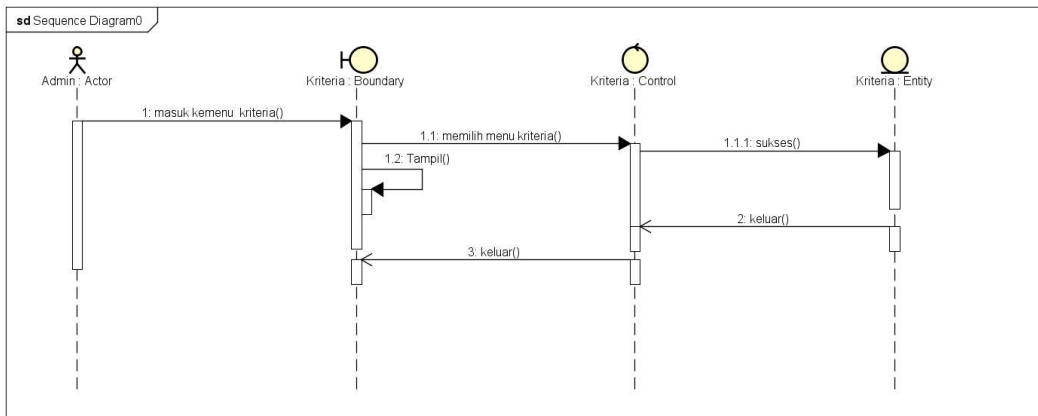 sd Sequence Diagram0
Admin : Actor
Kriteria : Boundary
Kriteria : Control
Kriteria : Entity
1: masuk kemenu kriteria()
1.1: memilih menu kriteria()
1.1.1: sukses()
1.2: Tampil()
2: keluar()
3: keluar()